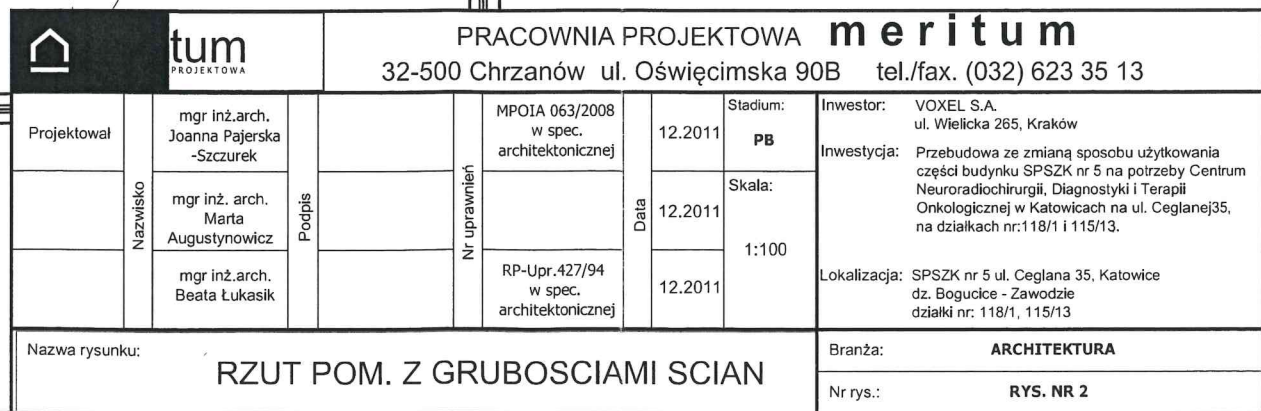 tum
PROJEKTOWA
PRACOWNIA PROJEKTOWA meritum
32-500 Chrzanów ul. Oświęcimska 90B tel./fax. (032) 623 35 13
Projektował
Nazwisko
mgr inż.arch.
Joanna Pajerska
-Szczurek
mgr inż. arch.
Marta
Augustynowicz
mgr inż.arch.
Beata Łukasik
Podpis
Nr uprawnień
MPOIA 063/2008
w spec.
architektonicznej
RP-Upr.427/94
w spec.
architektonicznej
Data
12.2011
12.2011
12.2011
Stadium:
PB
Skala:
1:100
Inwestor: VOXEL S.A.
ul. Wielicka 265, Kraków
Inwestycja: Przebudowa ze zmianą sposobu użytkowania
części budynku SPSZK nr 5 na potrzeby Centrum
Neuroradiochirurgii, Diagnostyki i Terapii
Onkologicznej w Katowicach na ul. Ceglanej35,
na działkach nr:118/1 i 115/13.
Lokalizacja: SPSZK nr 5 ul. Ceglana 35, Katowice
dz. Bogucice - Zawodzie
działki nr: 118/1, 115/13
Nazwa rysunku:
RZUT POM. Z GRUBOSCIAMI SCIAN
Branża: ARCHITEKTURA
Nr rys.: RYS. NR 2